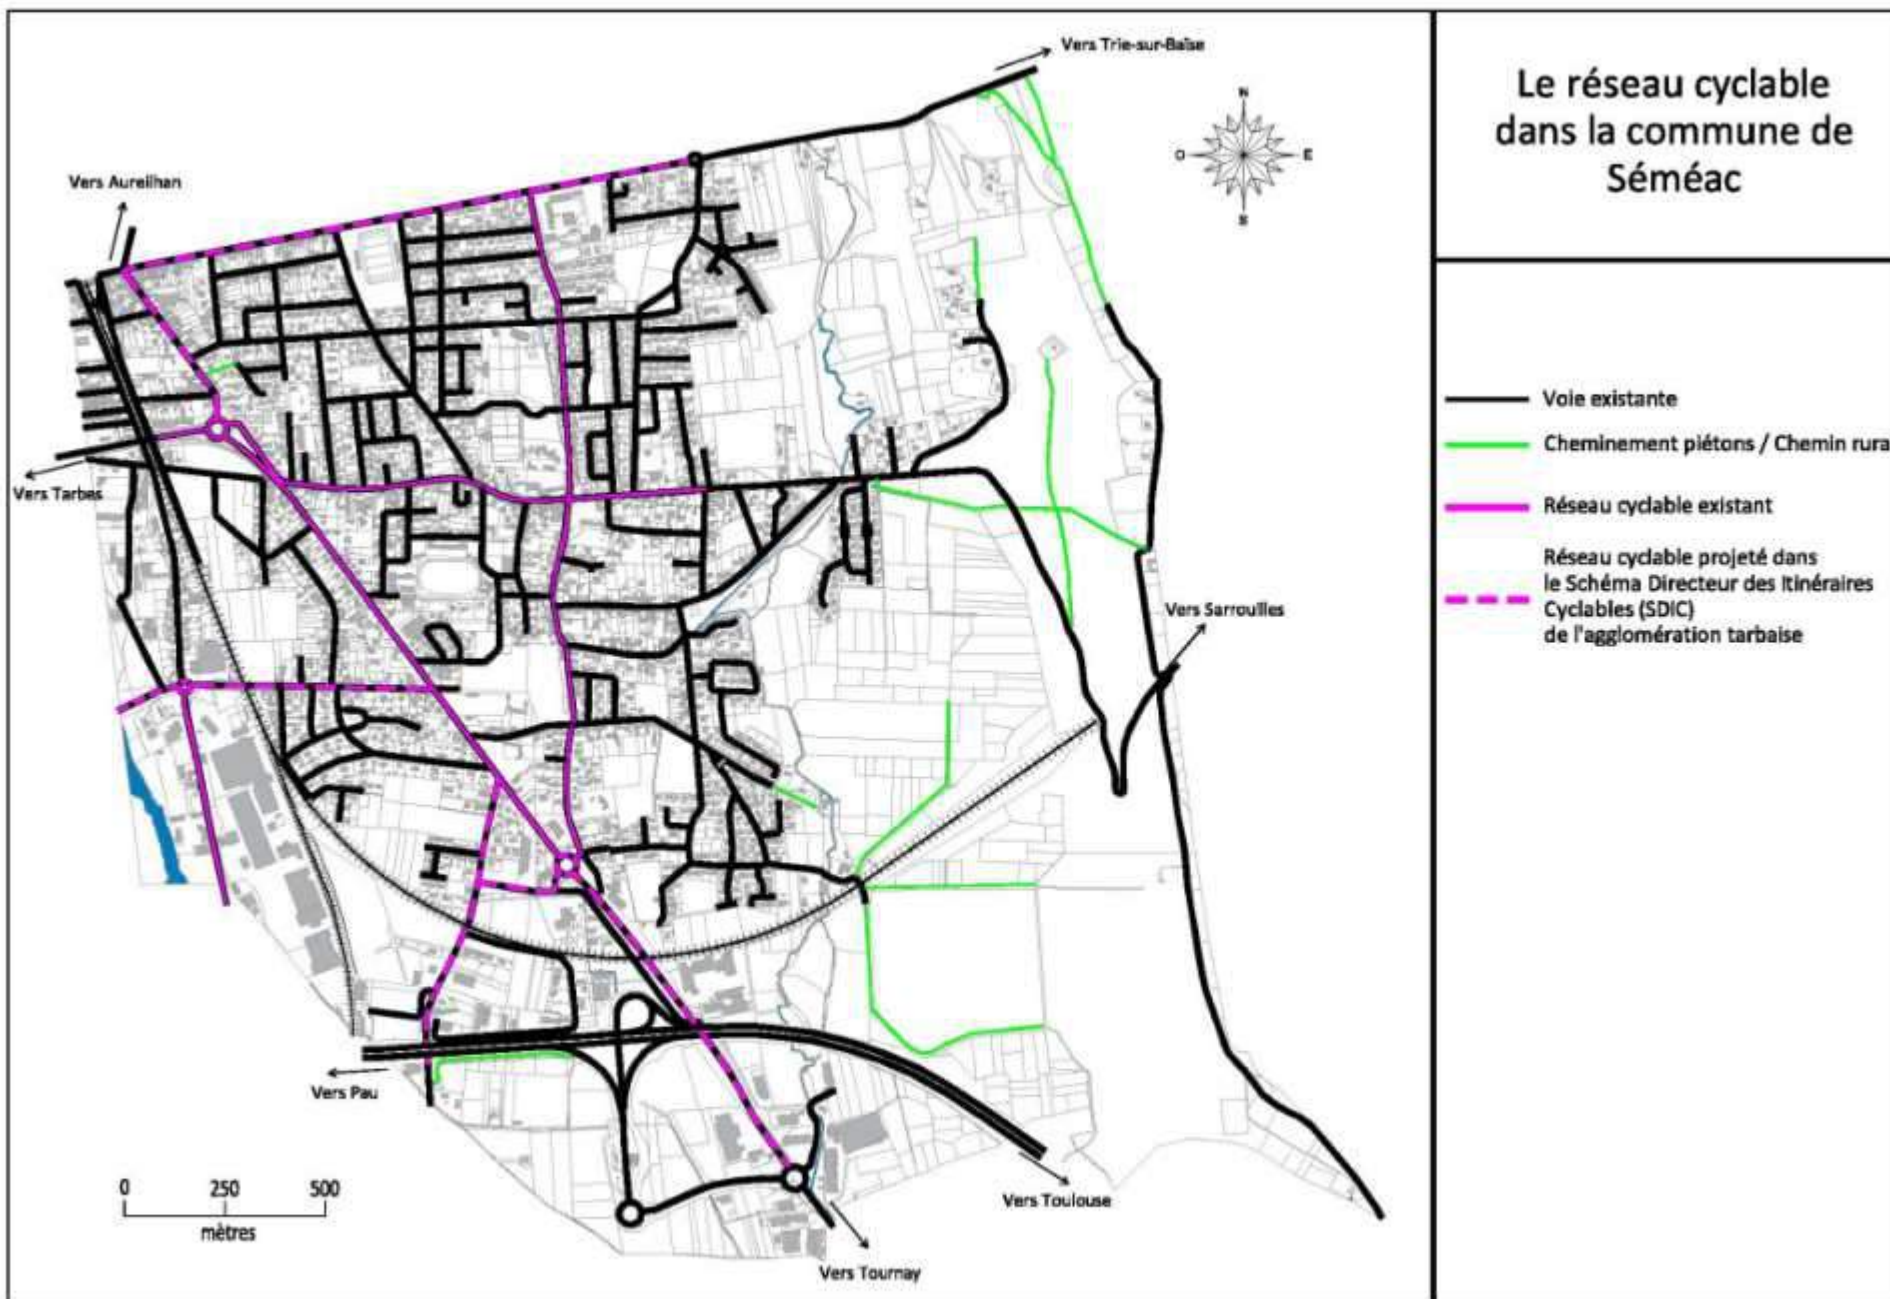 Le réseau cyclable
dans la commune de
Séméac
Vers Trie-sur-Baïse
N
O
E
S
Vers Aureilhan
Voie existante
Cheminement piétons / Chemin rura
Vers Tarbes
Réseau cyclable existant
Réseau cyclable projeté dans
le Schéma Directeur des Itinéraires
Cyclables (SDIC)
de l'agglomération tarbaise
Vers Sarrouilles
Vers Pau
0 250 500
mètres
Vers Toulouse
Vers Tournay